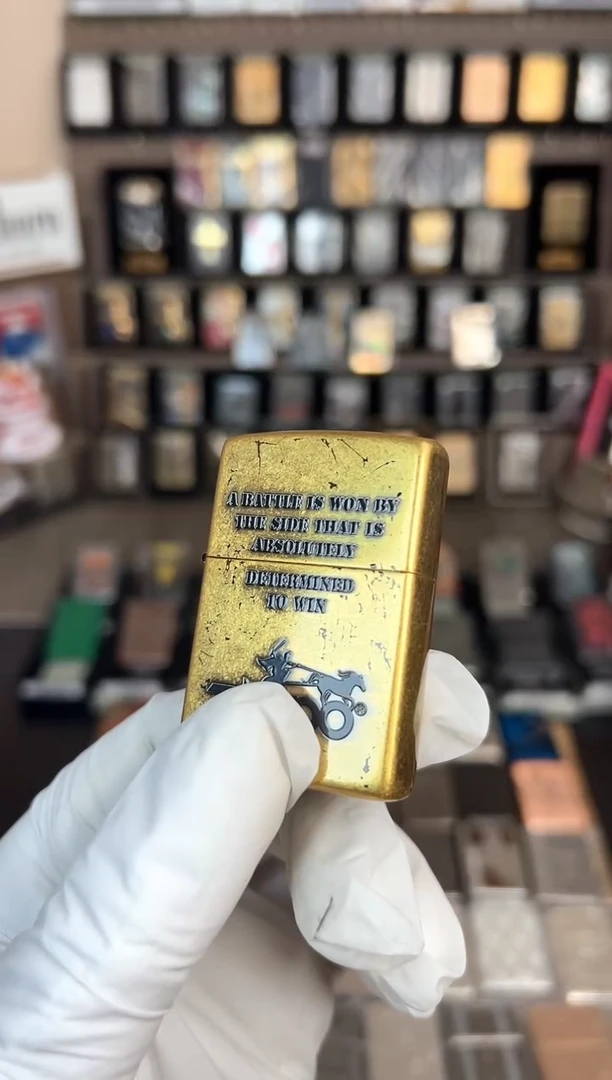 A BATTLE IS WON BY
THE SIDE THAT IS
ABSOLUTELY
DETERMINED
TO WIN